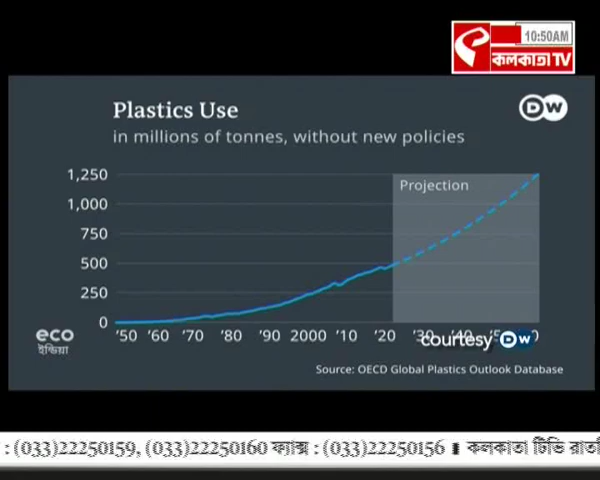 10:50AM
কলকাতা TV
Plastics Use
DW
in millions of tonnes, without new policies
1,250
Projection
1,000
750
500
250
0
'50 '60 '70 '80 '90 2000 '10 '20 '30 '40
eco
ইন্ডিয়া
courtesy DW
Source: OECD Global Plastics Outlook Database
: (033)22250159, (033)22250160 ফ্যাক্স : (033)22250156 ∎ কলকাতা টিভি